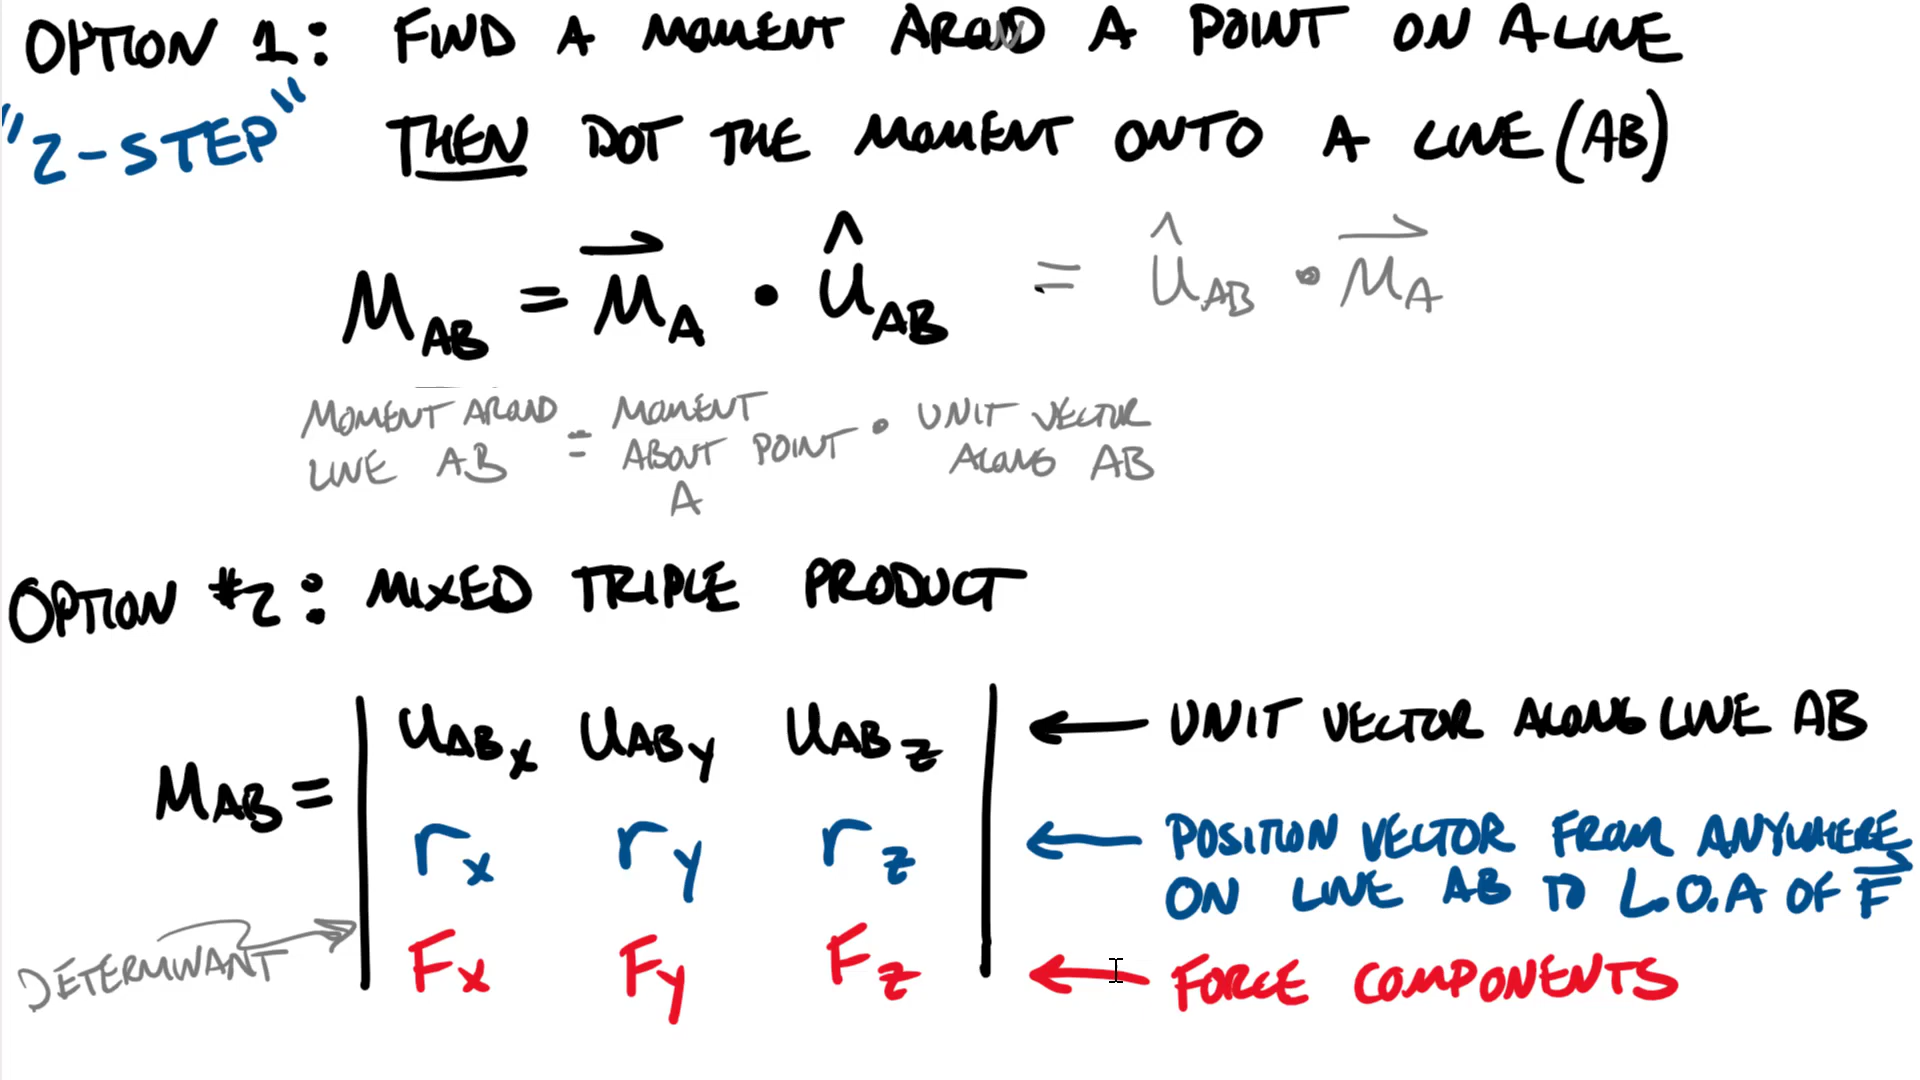 OPTION 1: FIND A MOMENT AROUND A POINT ON A LINE
"2-STEP" THEN DOT THE MOMENT ONTO A LINE (AB)
M_AB = M_A • û_AB = û_AB • M_A
MOMENT AROUND LINE AB = MOMENT ABOUT POINT A • UNIT VECTOR ALONG AB
OPTION #2: MIXED TRIPLE PRODUCT
M_AB =
| u_ABx u_ABy u_ABz | ← UNIT VECTOR ALONG LINE AB
| r_x r_y r_z | ← POSITION VECTOR FROM ANYWHERE
ON LINE AB TO L.O.A OF F
| F_x F_y F_z | ← FORCE COMPONENTS
DETERMINANT